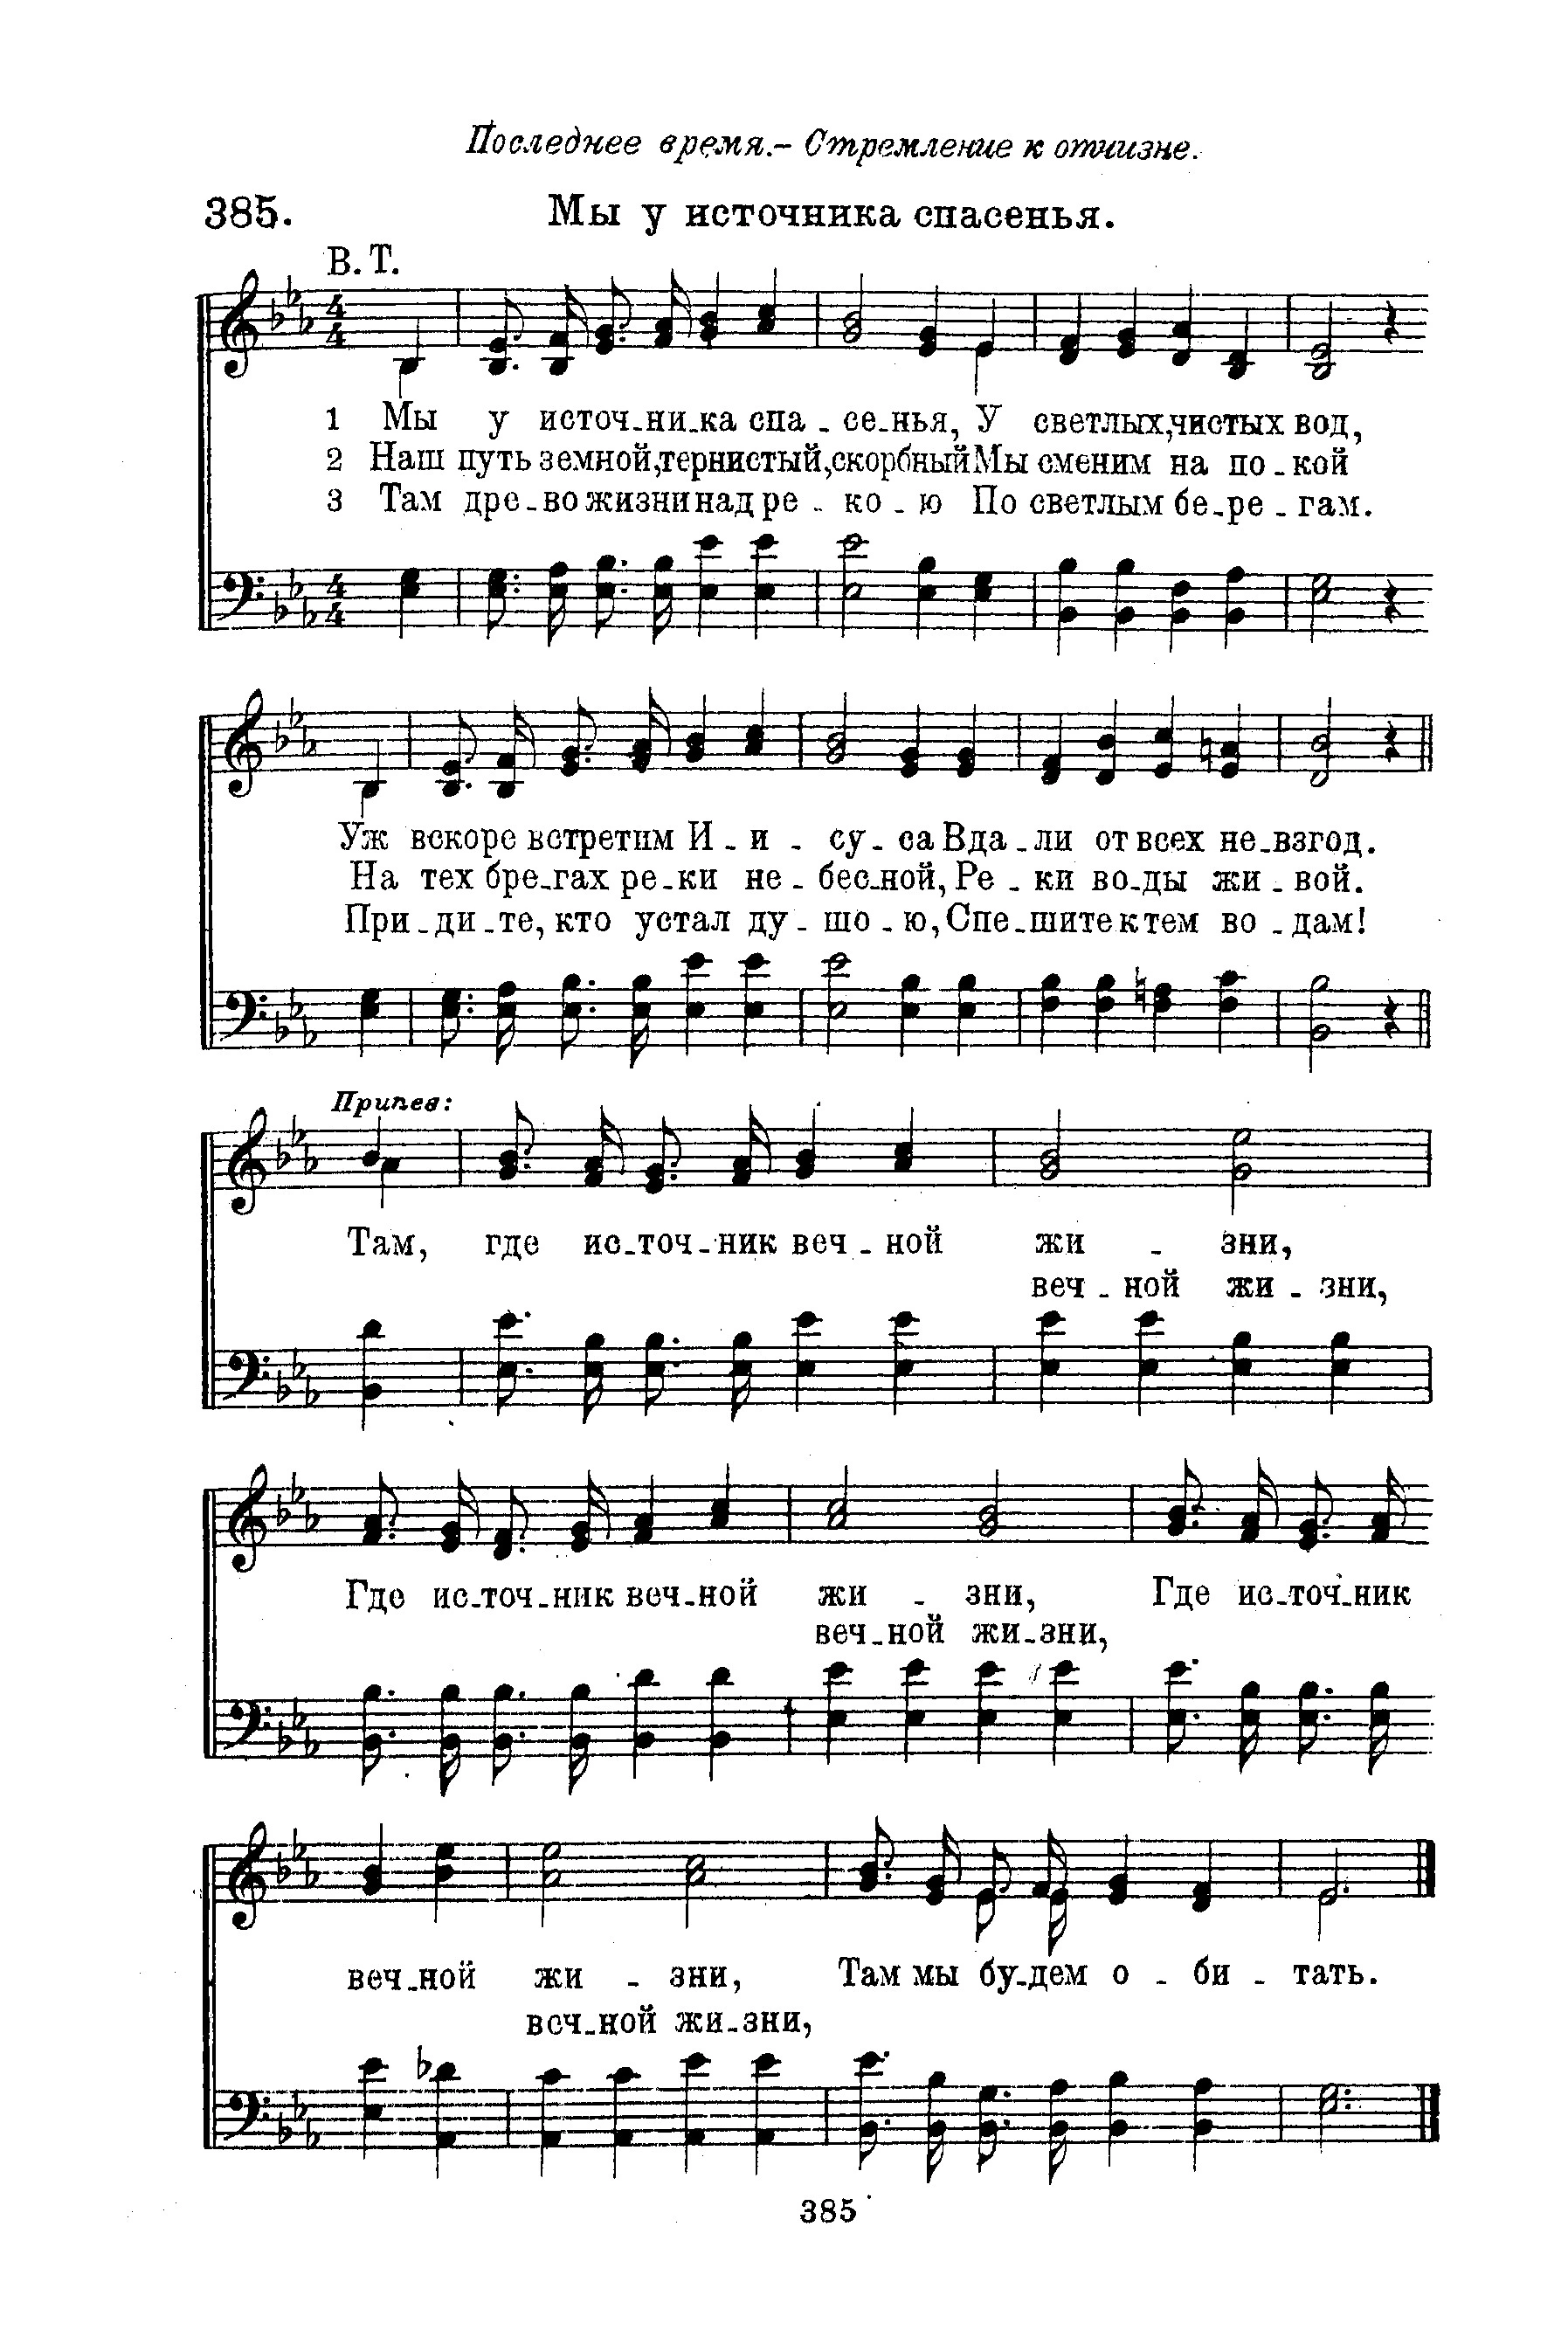 Последнее время.- Стремление к отчизне.
385. Мы у источника спасенья.
В. Т.
1 Мы у источ-ни-ка спа-се-нья, У светлых,чистых вод,
2 Наш путь земной,тернистый,скорбный Мы сменим на по-кой
3 Там дре-во жизни над ре-ко-ю По светлым бе-ре-гам.
Уж вскоре встретим И-и-су-са Вда-ли от всех не-взгод.
На тех бре-гах ре-ки не-бес-ной, Ре-ки во-ды жи-вой.
При-ди-те, кто устал ду-шо-ю, Спе-шите к тем во-дам!
Припев:
Там, где ис-точ-ник веч-ной жи-зни,
веч-ной жи-зни,
Где ис-точ-ник веч-ной жи-зни, Где ис-точ-ник
веч-ной жи-зни,
веч-ной жи-зни, Там мы бу-дем о-би-тать.
веч-ной жи-зни,
385